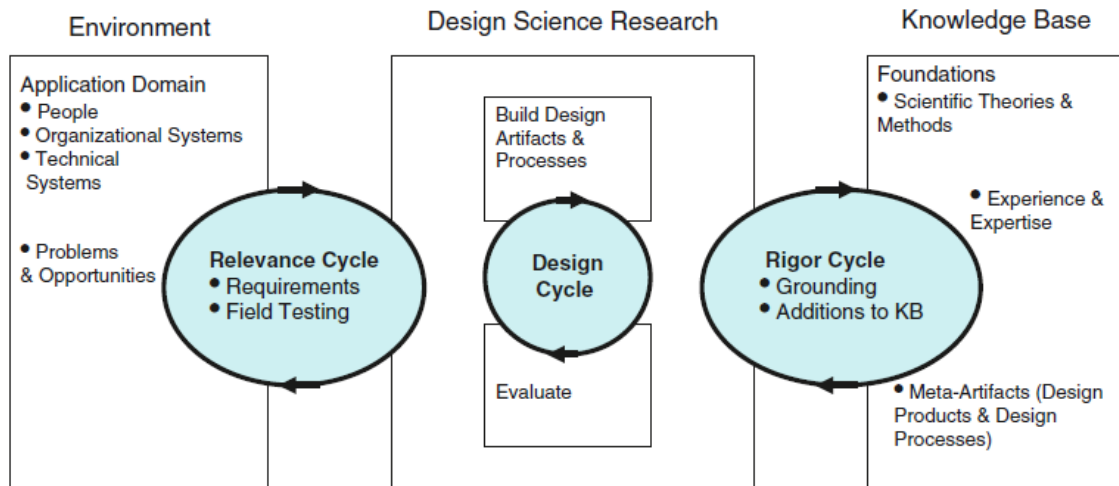 Environment
Design Science Research
Knowledge Base
Application Domain
• People
• Organizational Systems
• Technical
Systems
• Problems
& Opportunities
Relevance Cycle
• Requirements
• Field Testing
Build Design
Artifacts &
Processes
Design
Cycle
Evaluate
Rigor Cycle
• Grounding
• Additions to KB
Foundations
• Scientific Theories &
Methods
• Experience &
Expertise
• Meta-Artifacts (Design
Products & Design
Processes)